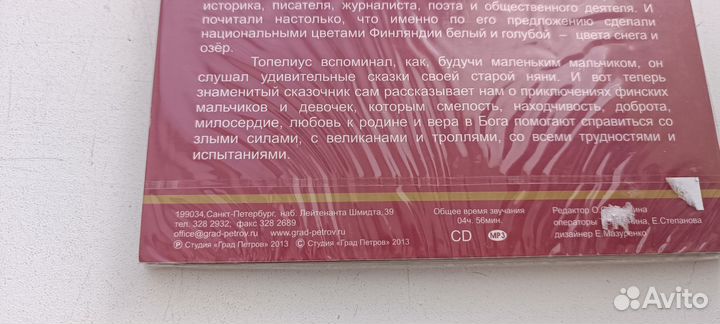 историка, писателя, журналиста, поэта и общественного деятеля. И
почитали настолько, что именно по его предложению сделали
национальными цветами Финляндии белый и голубой – цвета снега и
озёр.
Топелиус вспоминал, как, будучи маленьким мальчиком, он
слушал удивительные сказки своей старой няни. И вот теперь
знаменитый сказочник сам рассказывает нам о приключениях финских
мальчиков и девочек, которым смелость, находчивость, доброта,
милосердие, любовь к родине и вера в Бога помогают справиться со
злыми силами, с великанами и троллями, со всеми трудностями и
испытаниями.
199034, Санкт-Петербург, наб. Лейтенанта Шмидта, 39
тел. 328 2932; факс 328 2689
office@grad-petrov.ru www.grad-petrov.ru
℗ Студия «Град Петров» 2013 © Студия «Град Петров» 2013
Общее время звучания
04ч. 56мин.
CD MP3
Редактор
операторы Е.Степанова
дизайнер Е.Мазуренко
Avito